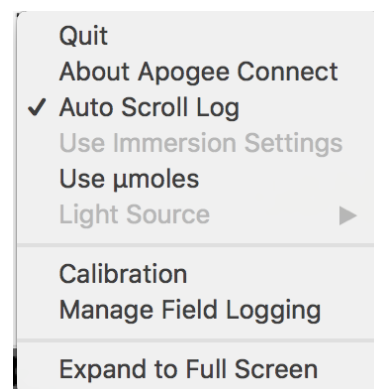 Quit
About Apogee Connect
✓ Auto Scroll Log
Use Immersion Settings
Use µmoles
Light Source ▶
Calibration
Manage Field Logging
Expand to Full Screen